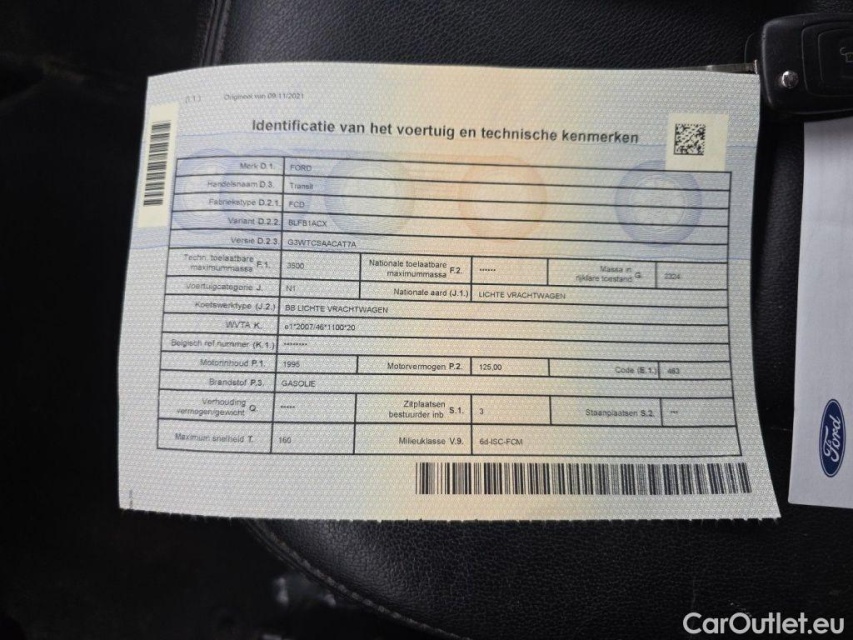 (I.1.) Origineel van 09/11/2021
Identificatie van het voertuig en technische kenmerken
Merk D.1. FORD
Handelsnaam D.3. Transit
Fabriekstype D.2.1. FCD
Variant D.2.2. BLFB1ACX
Versie D.2.3. G3WTCSAACAT7A
Techn. toelaatbare maximummassa F.1. 3500 Nationale toelaatbare maximummassa F.2. ------ Massa in rijklare toestand G. 2334
Voertuigcategorie J. N1 Nationale aard (J.1.) LICHTE VRACHTWAGEN
Koetswerktype (J.2.) BB LICHTE VRACHTWAGEN
WVTA K. e1*2007/46*1100*20
Belgisch ref.nummer (K.1.) --------
Motorinhoud P.1. 1995 Motorvermogen P.2. 125,00 Code (E.1.) 463
Brandstof P.3. GASOLIE
Verhouding vermogen/gewicht Q. ----- Zitplaatsen bestuurder inb. S.1. 3 Staanplaatsen S.2. ---
Maximum snelheid T. 160 Milieuklasse V.9. 6d-ISC-FCM
Ford
CarOutlet.eu